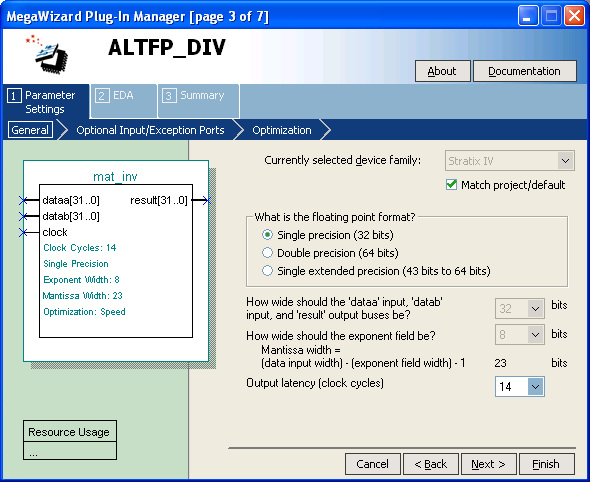 MegaWizard Plug-In Manager [page 3 of 7]
ALTFP_DIV
About
Documentation
1 Parameter Settings
2 EDA
3 Summary
General
Optional Input/Exception Ports
Optimization
mat_inv
dataa[31..0] result[31..0]
datab[31..0]
clock
Clock Cycles: 14
Single Precision
Exponent Width: 8
Mantissa Width: 23
Optimization: Speed
Resource Usage
...
Currently selected device family: Stratix IV
Match project/default
What is the floating point format?
Single precision (32 bits)
Double precision (64 bits)
Single extended precision (43 bits to 64 bits)
How wide should the 'dataa' input, 'datab'
input, and 'result' output buses be? 32 bits
How wide should the exponent field be? 8 bits
Mantissa width =
(data input width) - (exponent field width) - 1 23 bits
Output latency (clock cycles) 14
Cancel
< Back
Next >
Finish